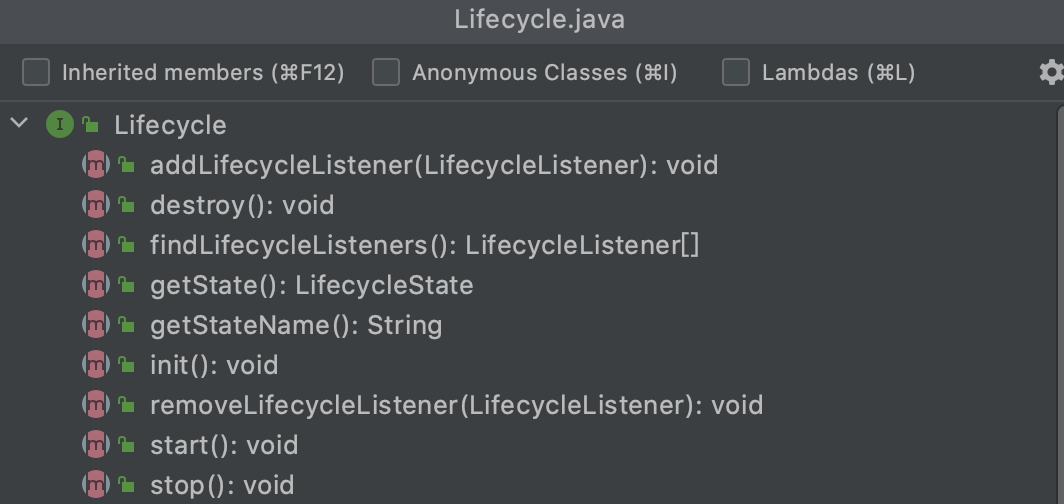 Lifecycle.java
Inherited members (⌘F12) Anonymous Classes (⌘I) Lambdas (⌘L)
I Lifecycle
m addLifecycleListener(LifecycleListener): void
m destroy(): void
m findLifecycleListeners(): LifecycleListener[]
m getState(): LifecycleState
m getStateName(): String
m init(): void
m removeLifecycleListener(LifecycleListener): void
m start(): void
m stop(): void